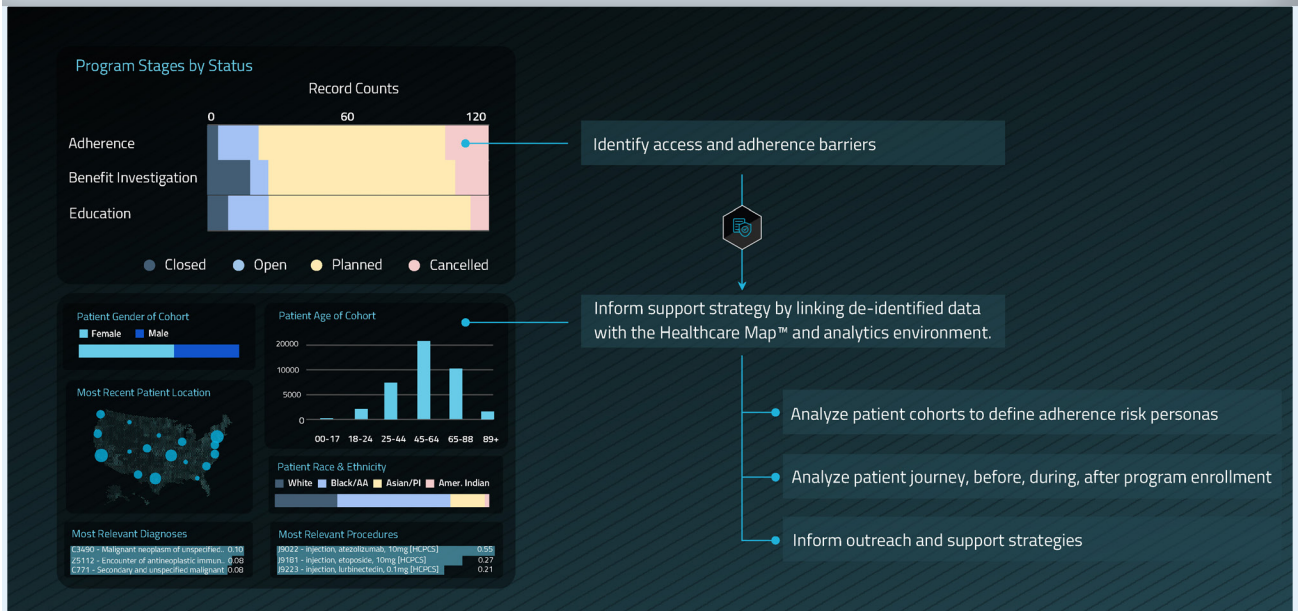 Program Stages by Status
Record Counts
0 60 120
Adherence
Benefit Investigation
Education
Closed Open Planned Cancelled
Identify access and adherence barriers
Inform support strategy by linking de-identified data
with the Healthcare Map™ and analytics environment.
Analyze patient cohorts to define adherence risk personas
Analyze patient journey, before, during, after program enrollment
Inform outreach and support strategies
Patient Gender of Cohort
Female Male
Most Recent Patient Location
Patient Age of Cohort
20000
10000
5000
0
00-17 18-24 25-44 45-64 65-88 89+
Patient Race & Ethnicity
White Black/AA Asian/PI Amer. Indian
Most Relevant Diagnoses
C3490 - Malignant neoplasm of unspecified.. 0.10
Z5112 - Encounter of antineoplastic immun.. 0.08
C771 - Secondary and unspecified malignant 0.08
Most Relevant Procedures
J9022 - injection, atezolizumab, 10mg [HCPCS] 0.55
J9181 - injection, etoposide, 10mg [HCPCS] 0.27
J9223 - injection, lurbinectedin, 0.1mg [HCPCS] 0.21